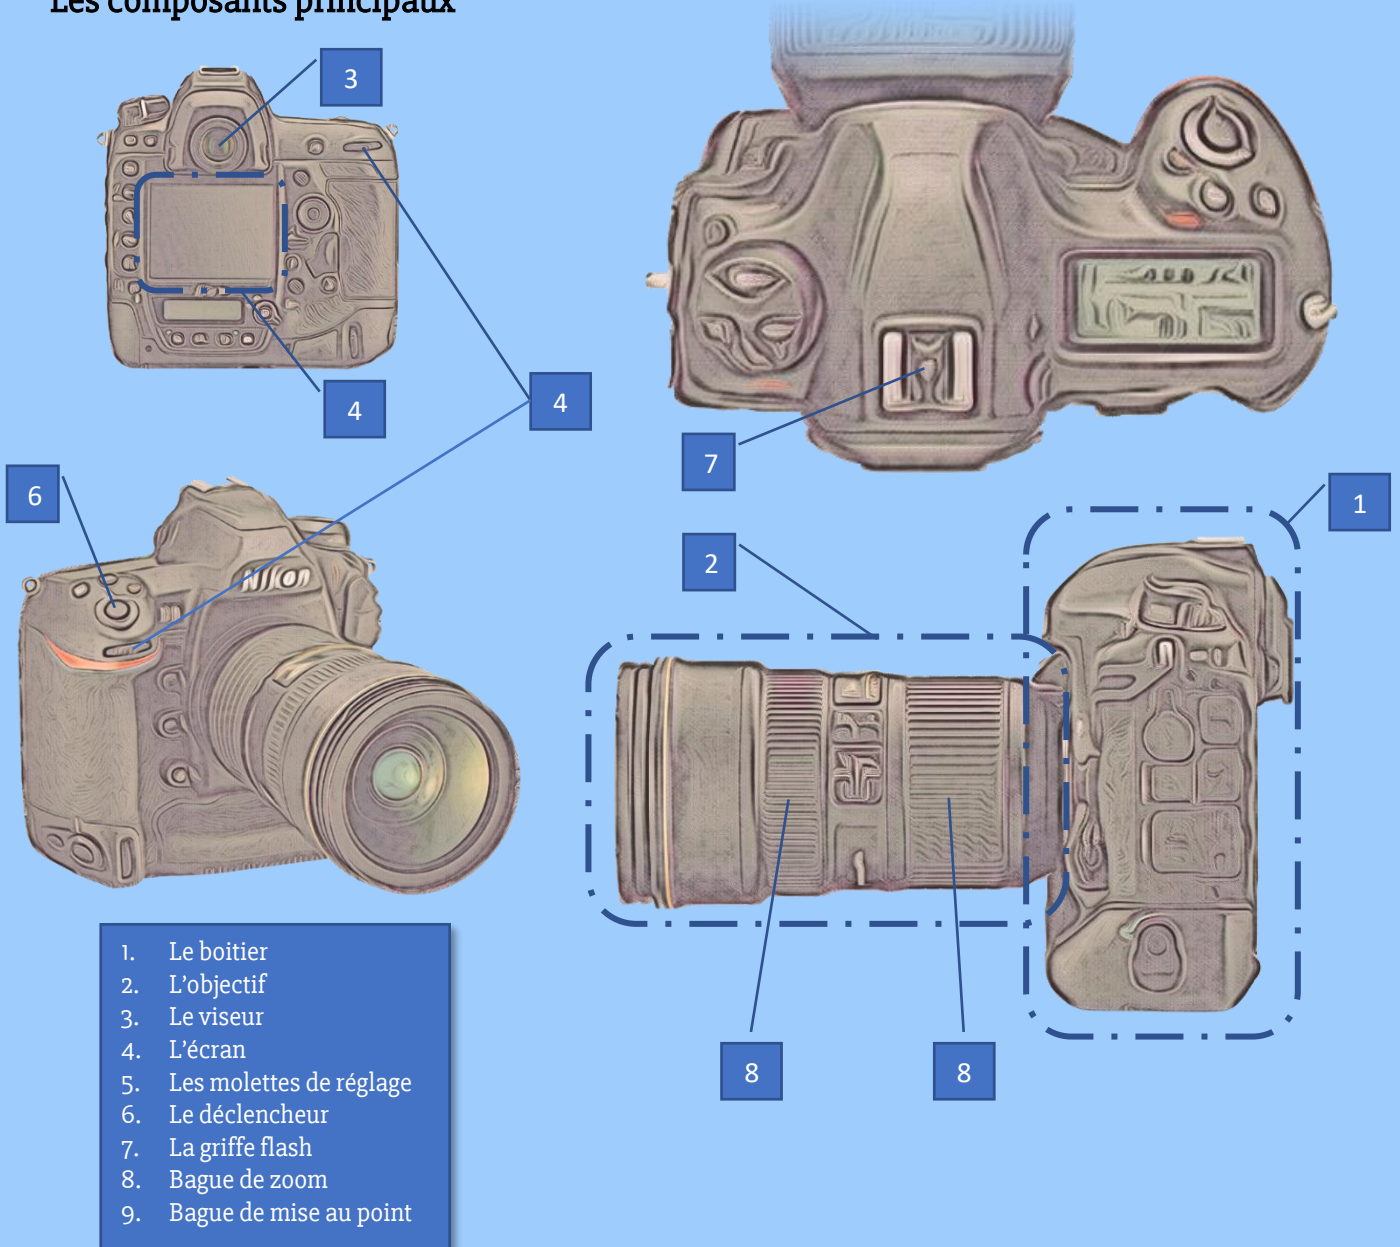 Les composants principaux
3
4
4
6
7
1
2
Nikon
8
8
1. Le boitier
2. L'objectif
3. Le viseur
4. L'écran
5. Les molettes de réglage
6. Le déclencheur
7. La griffe flash
8. Bague de zoom
9. Bague de mise au point